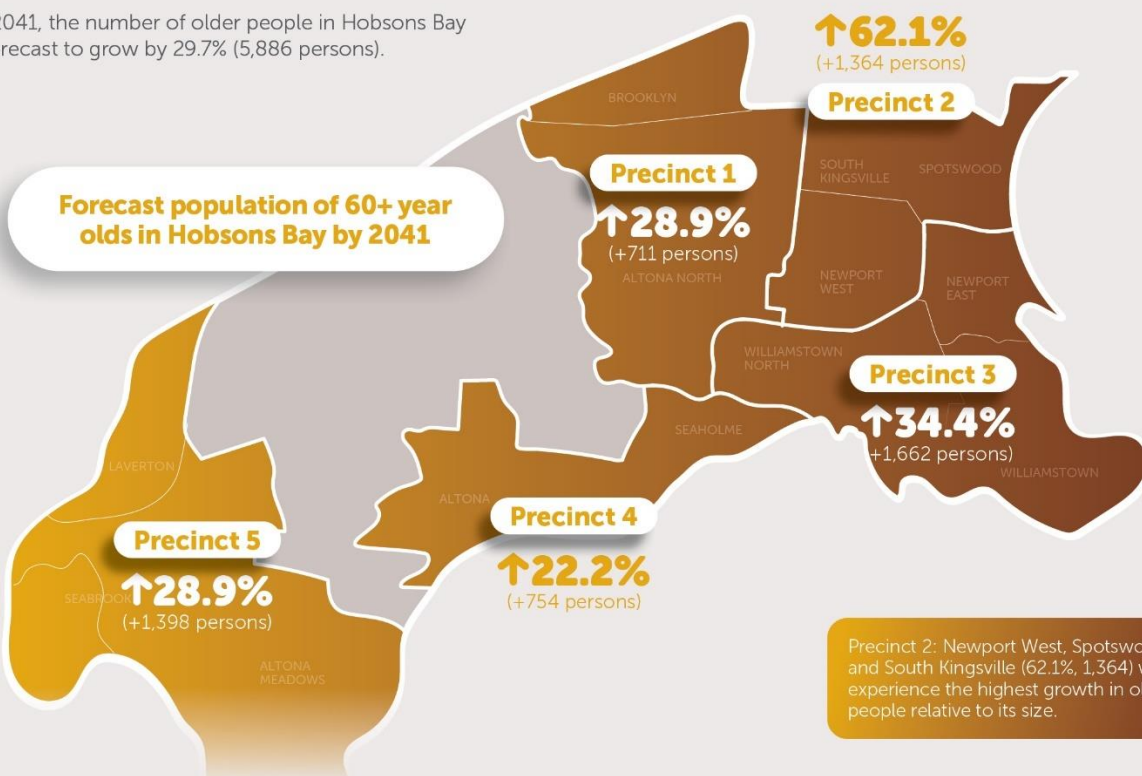 2041, the number of older people in Hobsons Bay
recast to grow by 29.7% (5,886 persons).
Forecast population of 60+ year
olds in Hobsons Bay by 2041
↑62.1%
(+1,364 persons)
Precinct 2
BROOKLYN
SOUTH
KINGSVILLE
SPOTSWOOD
Precinct 1
↑28.9%
(+711 persons)
ALTONA NORTH
NEWPORT
WEST
NEWPORT
EAST
WILLIAMSTOWN
NORTH
Precinct 3
↑34.4%
+1,662 persons)
WILLIAMSTOWN
SEAHOLME
ALTONA
Precinct 4
↑22.2%
(+754 persons)
LAVERTON
Precinct 5
SEABROOK
↑28.9%
(+1,398 persons)
ALTONA
MEADOWS
Precinct 2: Newport West, Spotswo
and South Kingsville (62.1%, 1,364) w
experience the highest growth in ol
people relative to its size.